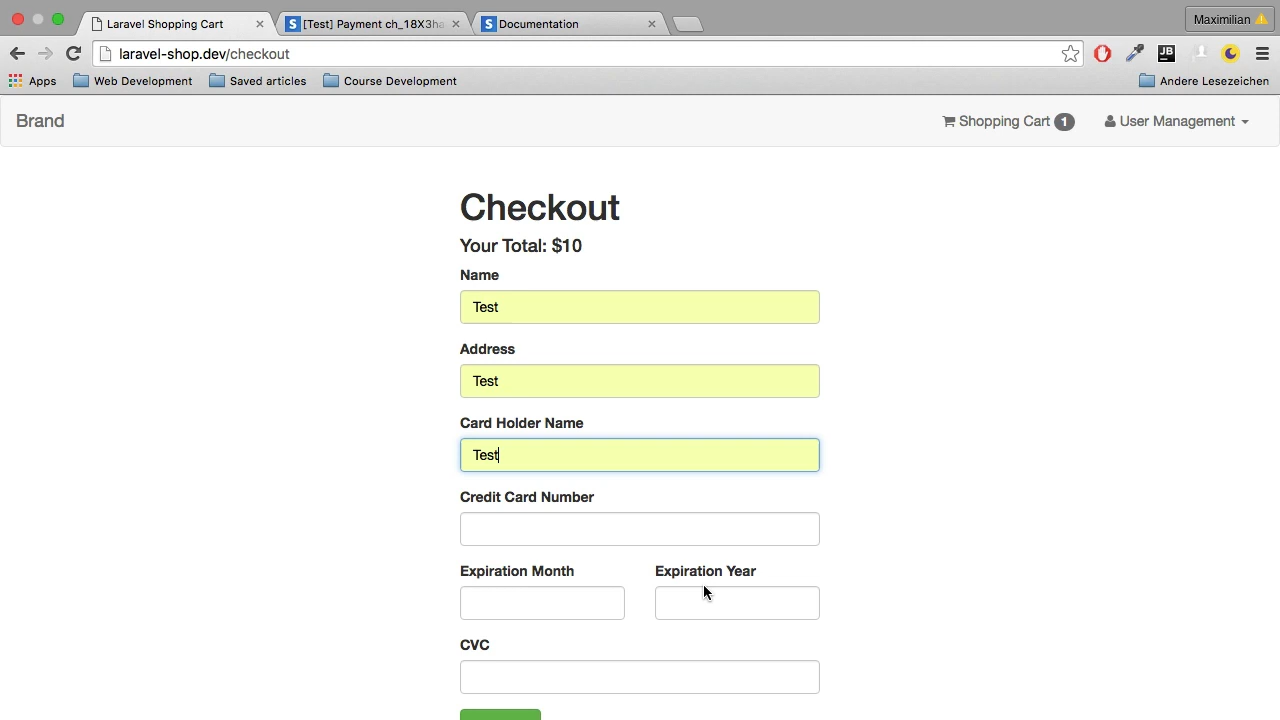 Laravel Shopping Cart
[Test] Payment ch_18X3ha
Documentation
Maximilian
laravel-shop.dev/checkout
JB
Apps
Web Development
Saved articles
Course Development
Andere Lesezeichen
Brand
Shopping Cart 1
User Management
Checkout
Your Total: $10
Name
Test
Address
Test
Card Holder Name
Test
Credit Card Number
Expiration Month
Expiration Year
CVC